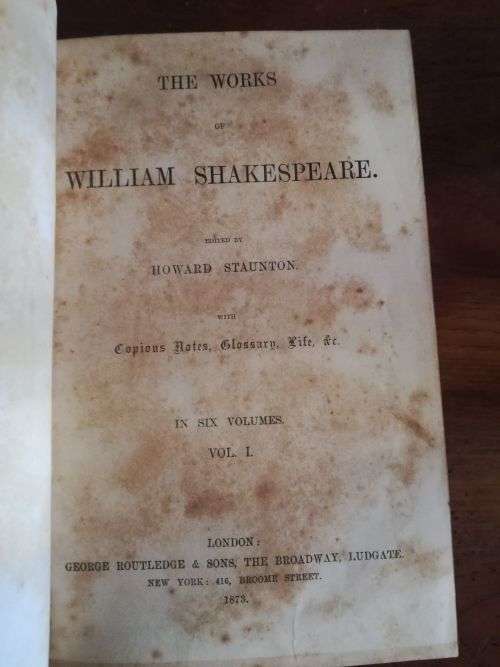 THE WORKS
OF
WILLIAM SHAKESPEARE.
EDITED BY
HOWARD STAUNTON.
WITH
Copious Notes, Glossary, Life, &c.
IN SIX VOLUMES.
VOL. I.
LONDON:
GEORGE ROUTLEDGE & SONS, THE BROADWAY, LUDGATE.
NEW YORK: 416, BROOME STREET.
1873.